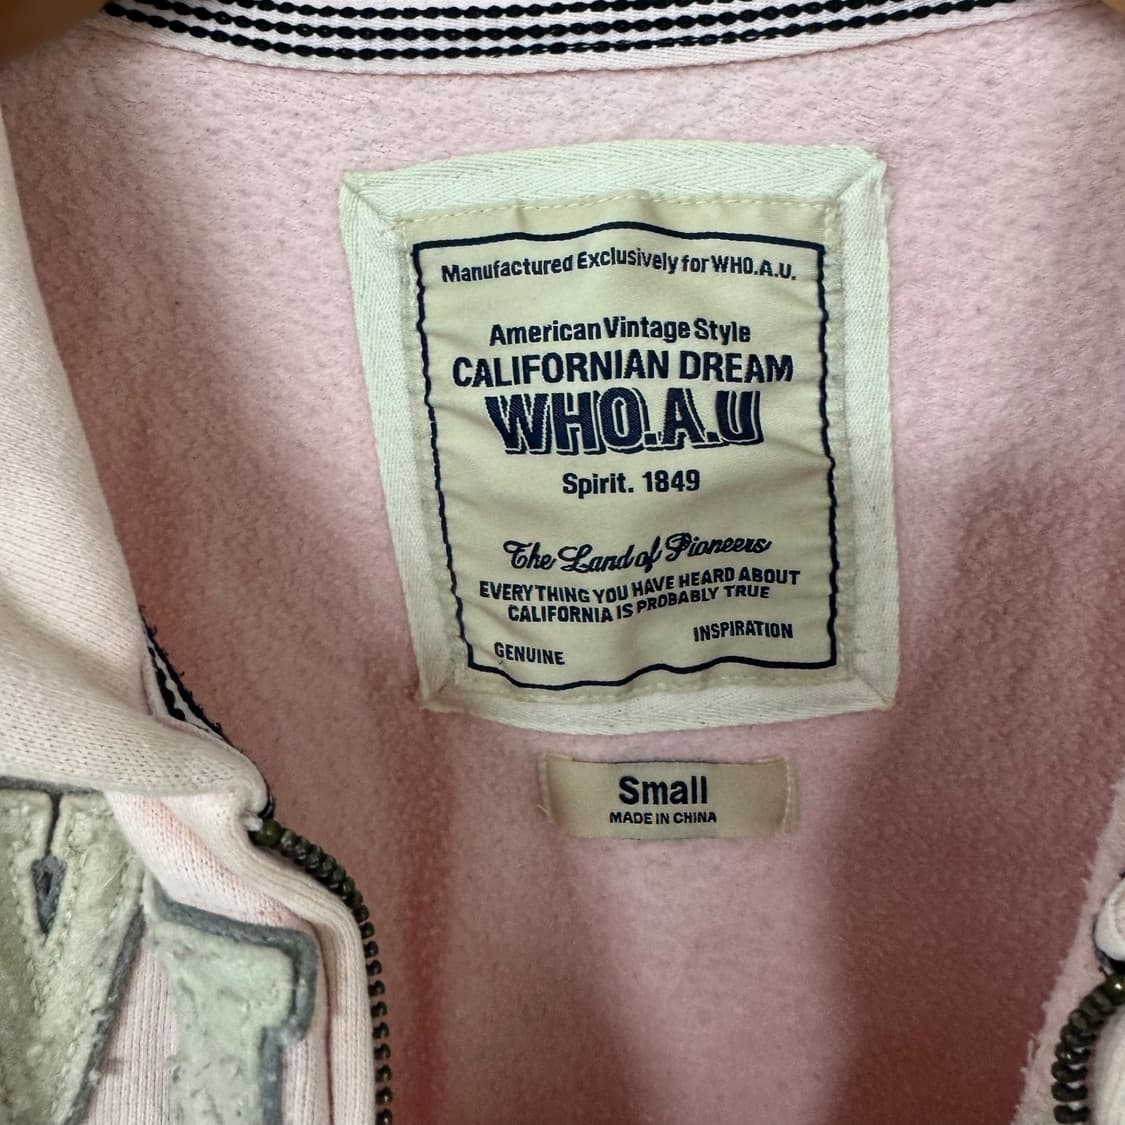 Manufactured Exclusively for WHO.A.U.
American Vintage Style
CALIFORNIAN DREAM
WHO.A.U
Spirit. 1849
The Land of Pioneers
EVERYTHING YOU HAVE HEARD ABOUT
CALIFORNIA IS PROBABLY TRUE
INSPIRATION
GENUINE
Small
MADE IN CHINA